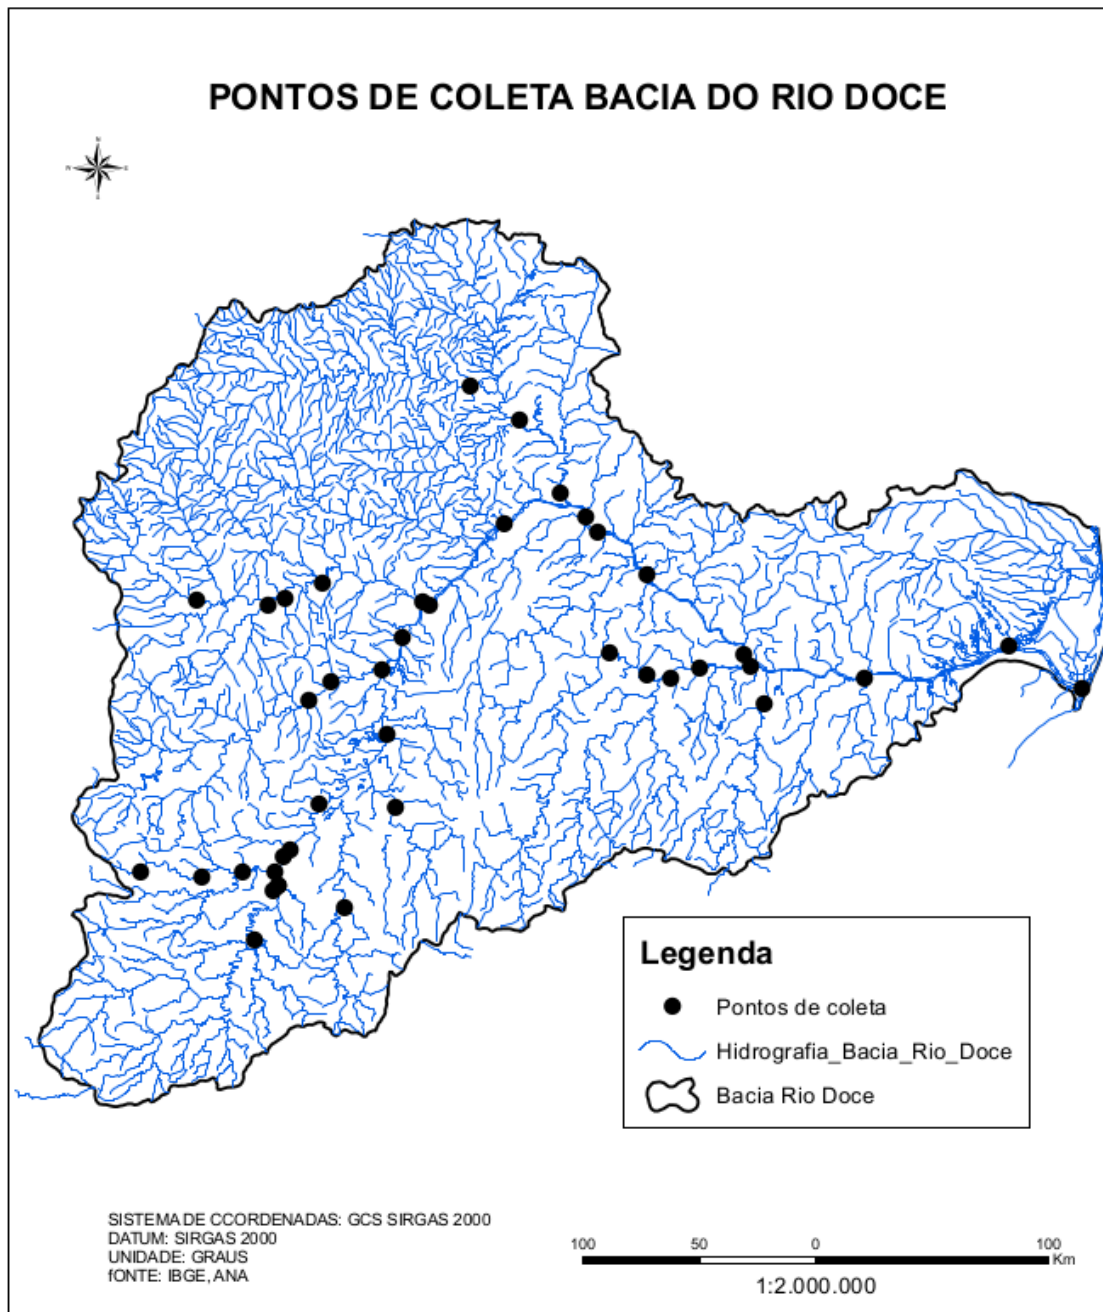 PONTOS DE COLETA BACIA DO RIO DOCE
N
S
Legenda
Pontos de coleta
Hidrografia_Bacia_Rio_Doce
Bacia Rio Doce
SISTEMA DE CCORDENADAS: GCS SIRGAS 2000
DATUM: SIRGAS 2000
UNIDADE: GRAUS
fONTE: IBGE, ANA
100 50 0 100
Km
1:2.000.000